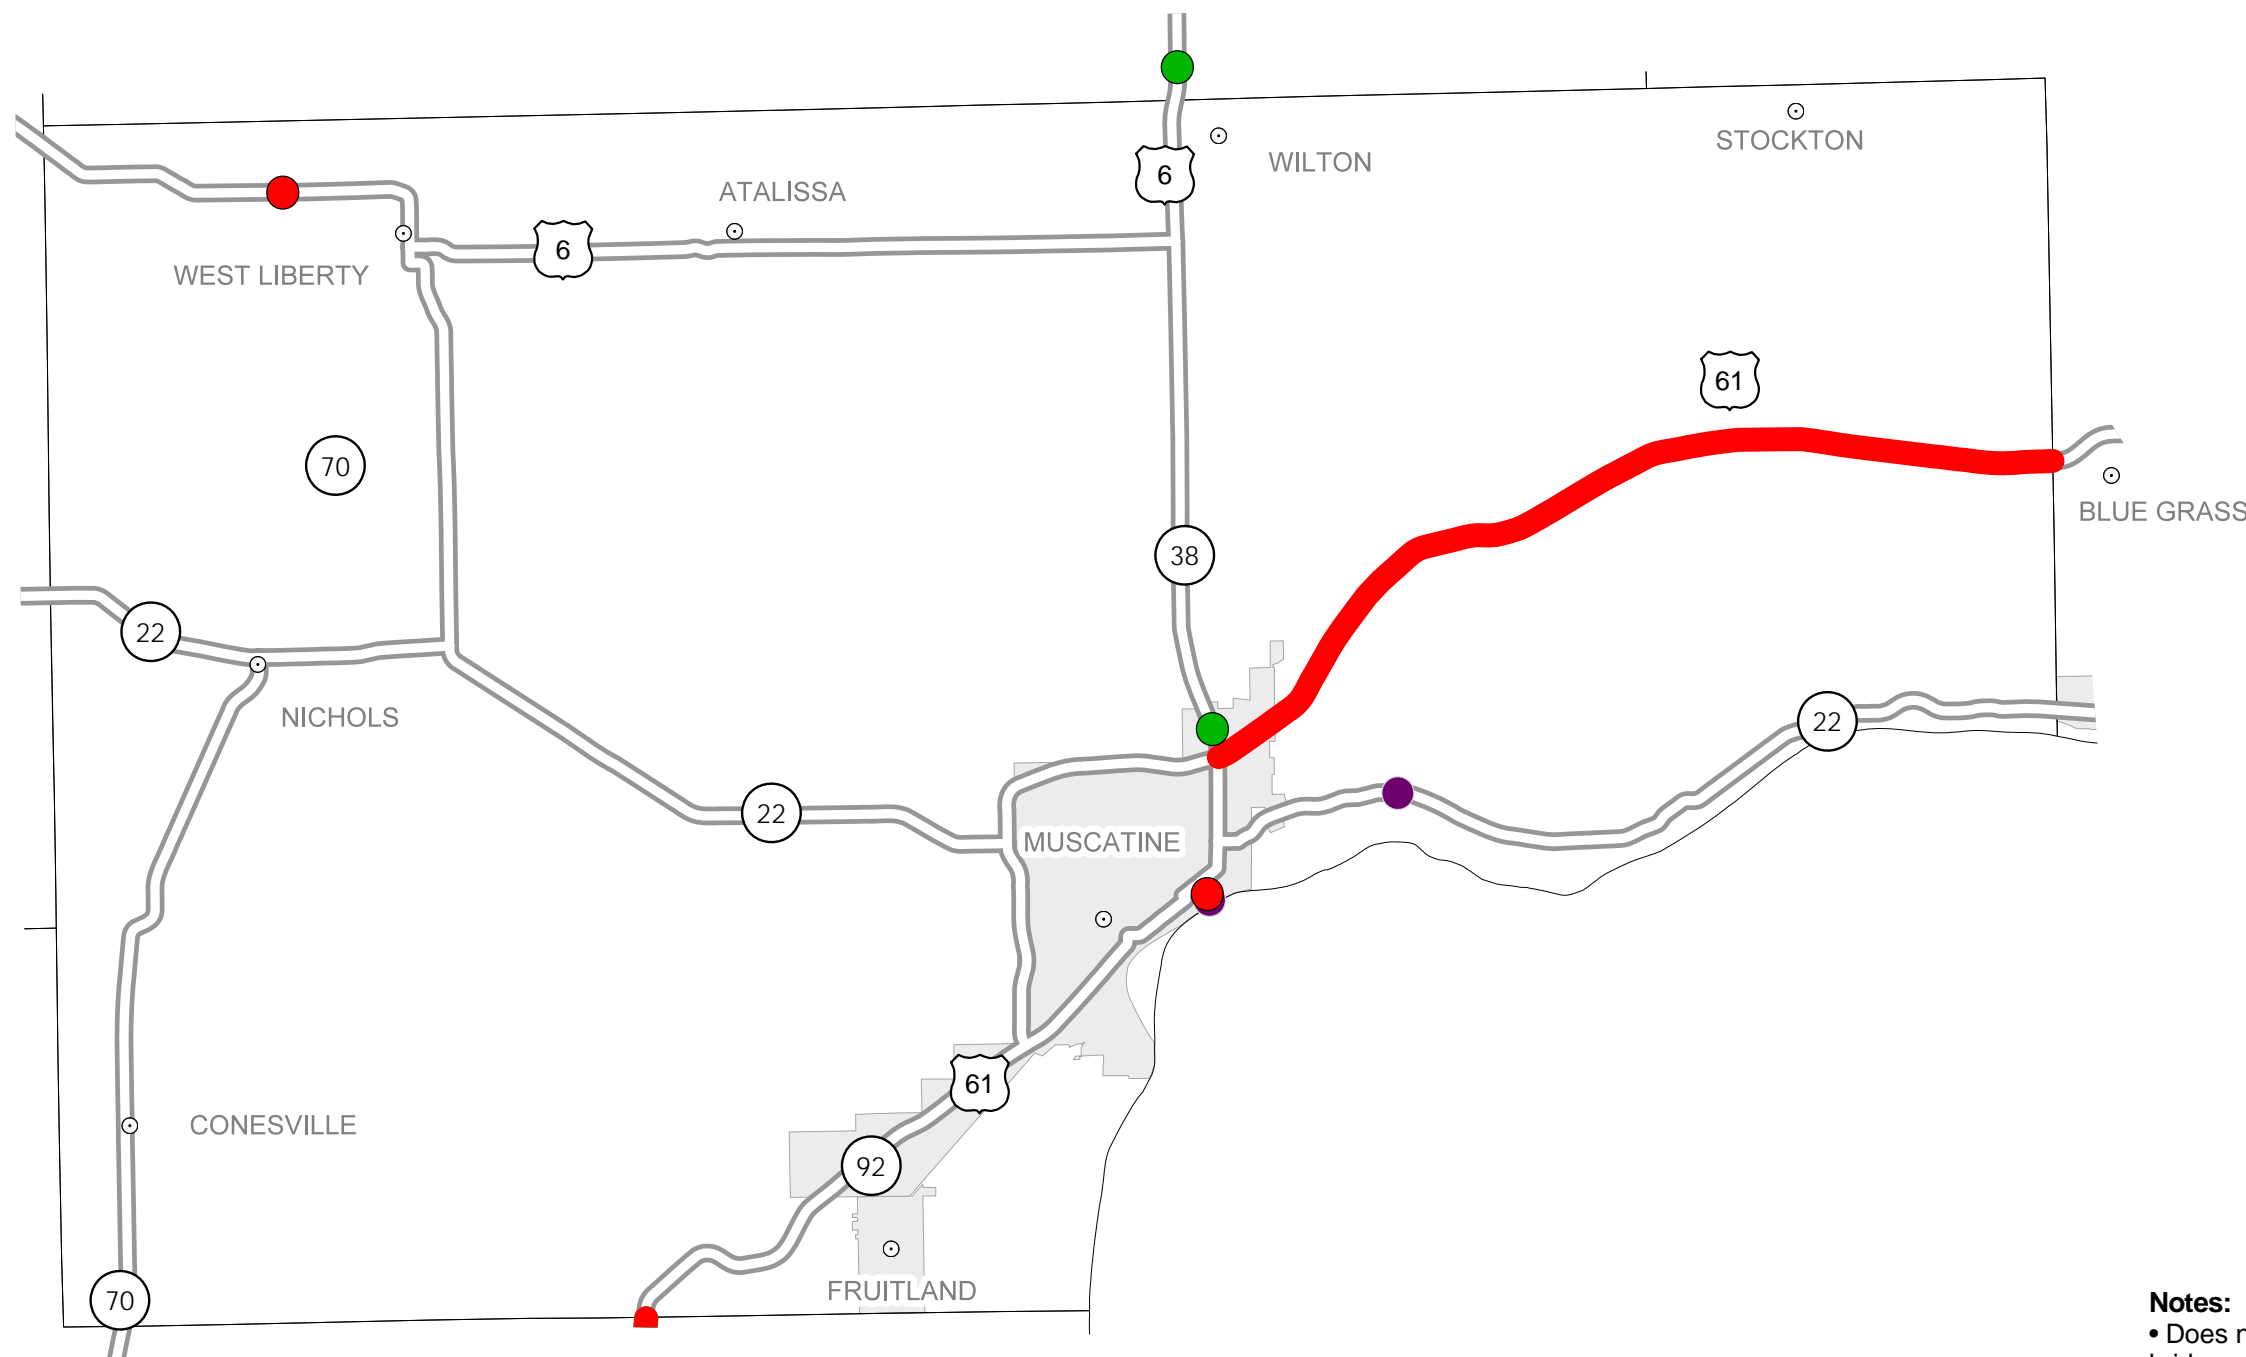 STOCKTON
WILTON
6
ATALISSA
6
WEST LIBERTY
61
70
BLUE GRASS
38
22
NICHOLS
22
22
MUSCATINE
61
CONESVILLE
92
FRUITLAND
70
Notes:
• Does